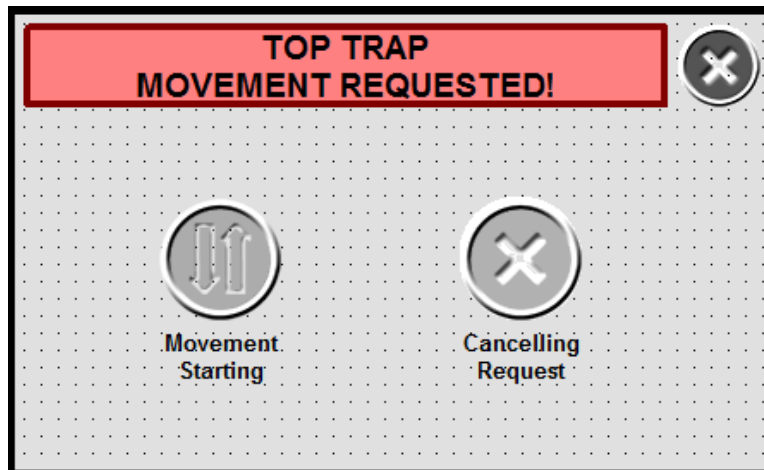 TOP TRAP
MOVEMENT REQUESTED!
Movement
Starting
Cancelling
Request